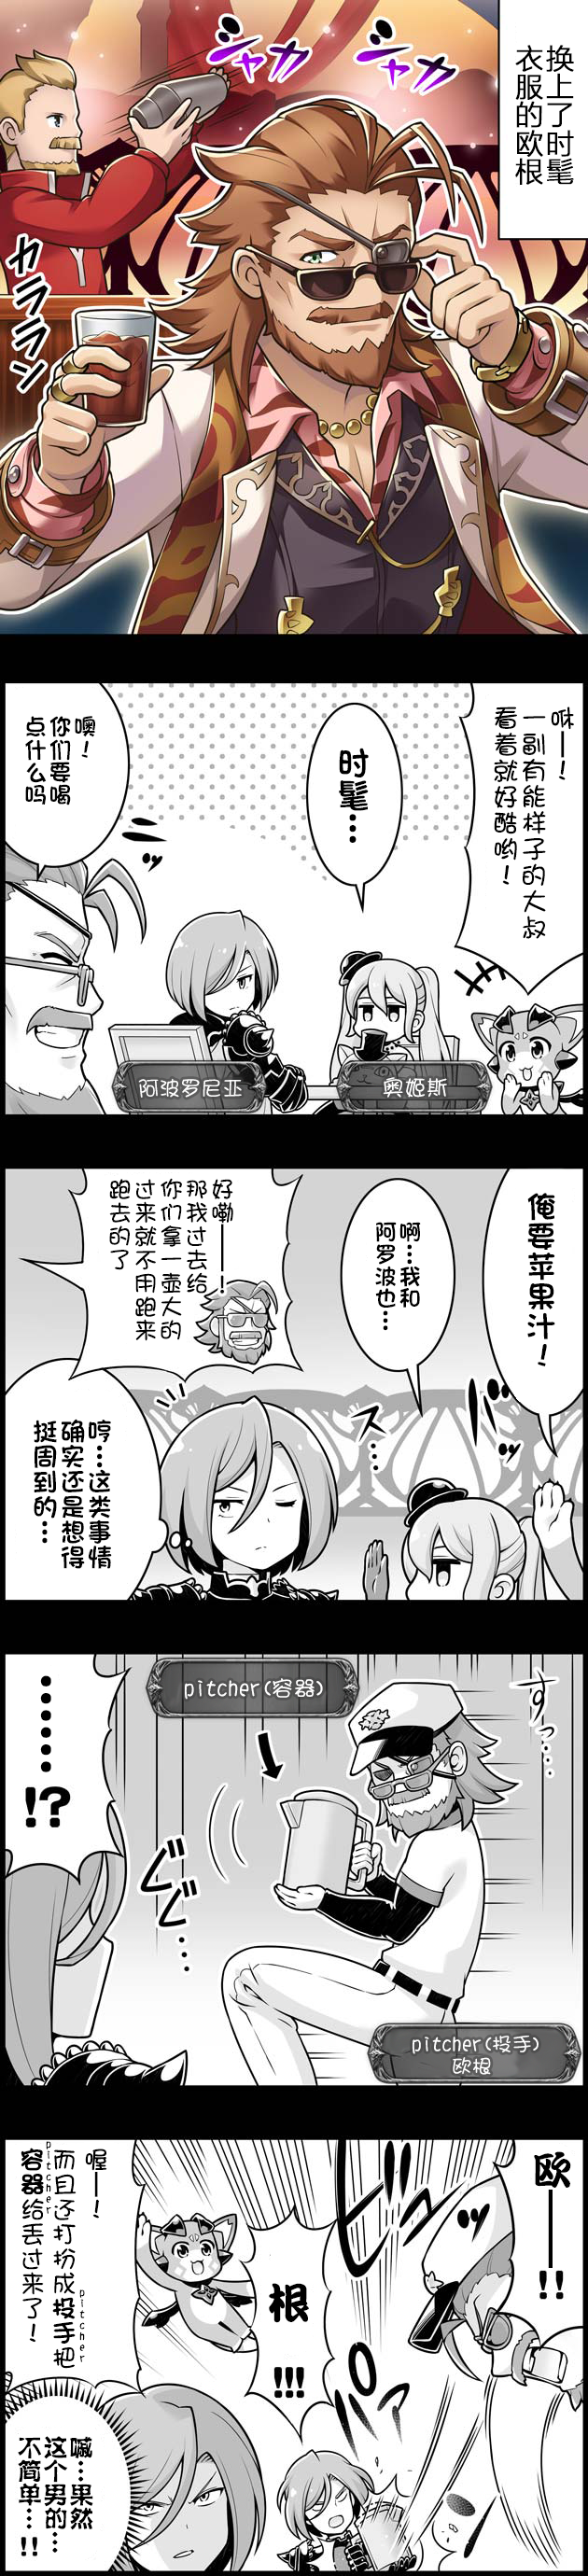 换上了时髦
衣服的欧根
ジャカ
ジャカ
カラララン
咻——！
一副有能样子的大叔
看着就好酷哟！
时髦…
噢！
你们要喝
点什么吗
ニッ
阿波罗尼亚
奥姬斯
俺要苹果汁！
啊…我和
阿罗波也…
好嘞——！
那我过去给
你们拿一壶大的
过来就不用跑来
跑去的了
ス…
哼…这类事情
确实还是想得
挺周到的…
pitcher(容器)
すっ…
………!?
ぐぐ…
pitcher(投手)
欧根
欧——!!
ビュッ
根!!!
喔——！
而且还打扮成投手把
pitcher
容器给丢过来了！
pitcher
喊…果然
这个男的…
不简单…!!